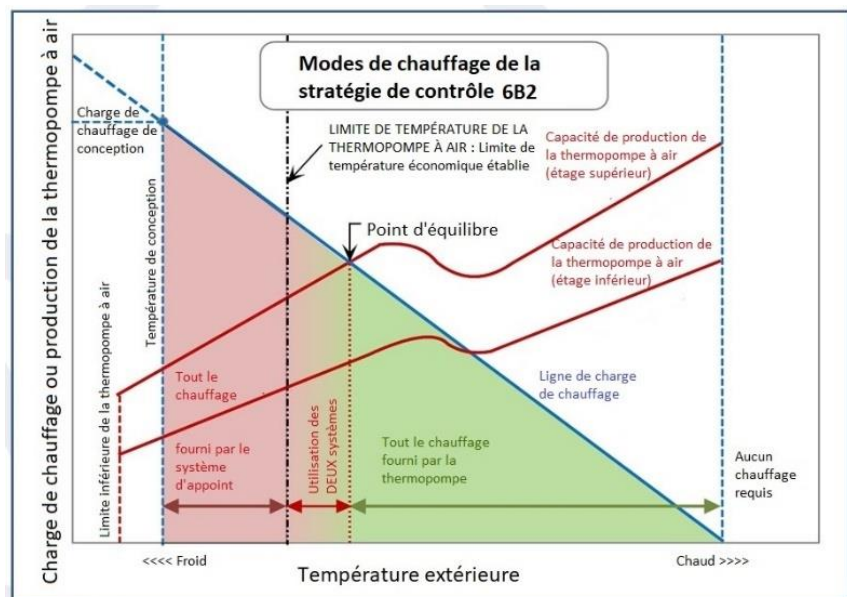 Modes de chauffage de la
stratégie de contrôle 6B2
Charge de chauffage ou production de la thermopompe à air
Charge de
chauffage de
conception
LIMITE DE TEMPÉRATURE DE LA
THERMOPOMPE À AIR : Limite de
température économique établie
Capacité de production de
la thermopompe à air
(étage supérieur)
Point d'équilibre
Capacité de production de
la thermopompe à air
(étage inférieur)
Température de conception
Limite inférieure de la thermopompe à air
Tout le
chauffage
fourni par le
système
d'appoint
Utilisation des
DEUX systèmes
Tout le chauffage
fourni par la
thermopompe
Ligne de charge
de chauffage
Aucun
chauffage
requis
<<<< Froid
Température extérieure
Chaud >>>>